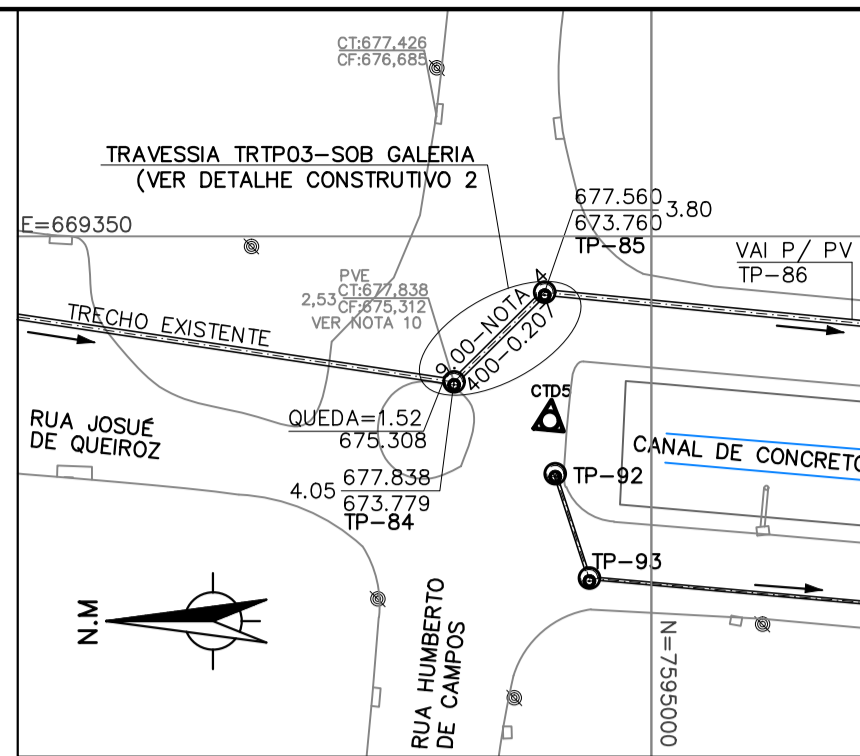 CT:677,426
CF:676,685
TRAVESSIA TRTP03-SOB GALERIA
(VER DETALHE CONSTRUTIVO 2
677.560
3.80
673.760
TP-85
E=669350
VAI P/ PV
TP-86
PVE
CT:677,838
2,53
CF:675,312
VER NOTA 10
TRECHO EXISTENTE
9.00-NOTA 4
400-0.207
CTD5
QUEDA=1.52
675.308
RUA JOSUÉ
DE QUEIROZ
CANAL DE CONCRETO
677.838
4.05
673.779
TP-84
TP-92
TP-93
N.M
RUA HUMBERTO
DE CAMPOS
N=7595000